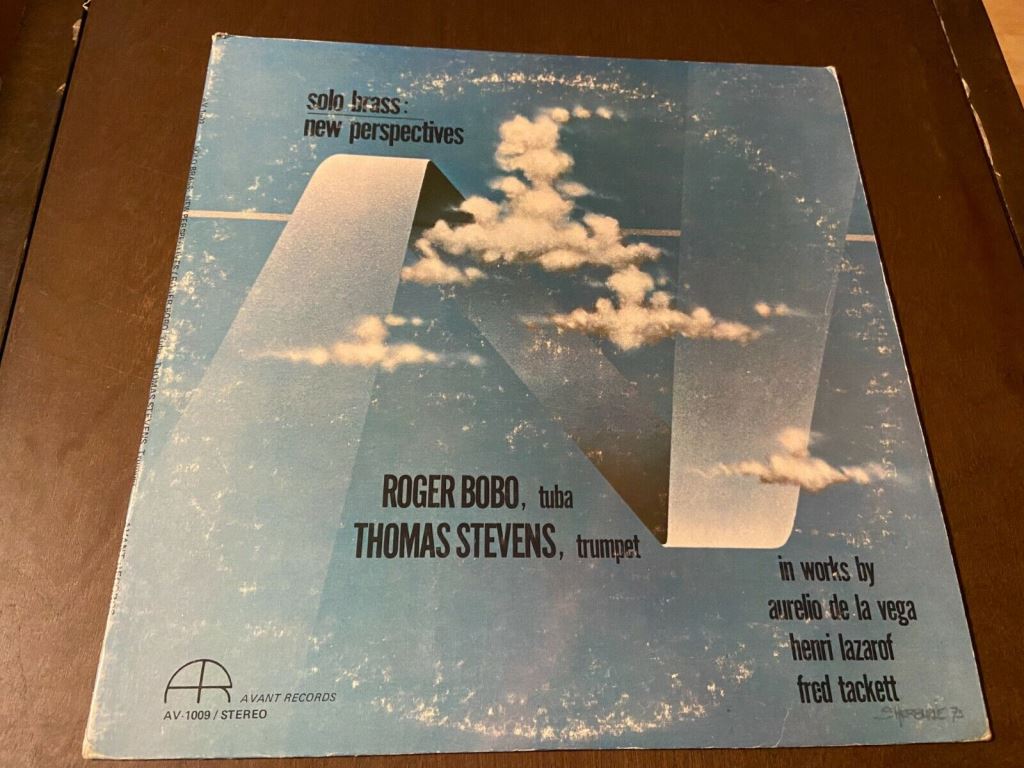 solo brass:
new perspectives
ROGER BOBO, tuba
THOMAS STEVENS, trumpet
in works by
aurelio de la vega
henri lazarof
fred tackett
AR
AVANT RECORDS
AV-1009 / STEREO